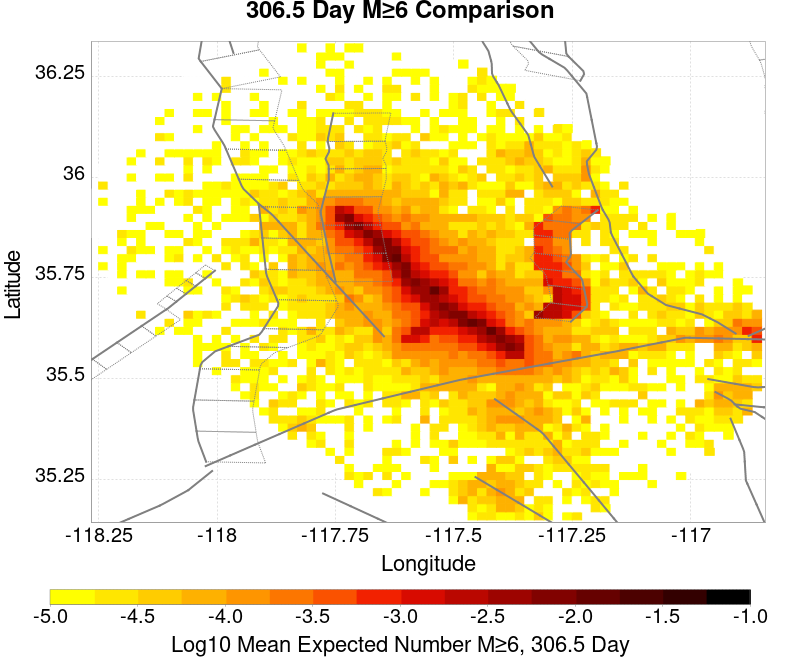 306.5 Day M≥6 Comparison
36.25
36
35.75
35.5
35.25
Latitude
-118.25 -118 -117.75 -117.5 -117.25 -117
Longitude
-5.0 -4.5 -4.0 -3.5 -3.0 -2.5 -2.0 -1.5 -1.0
Log10 Mean Expected Number M≥6, 306.5 Day